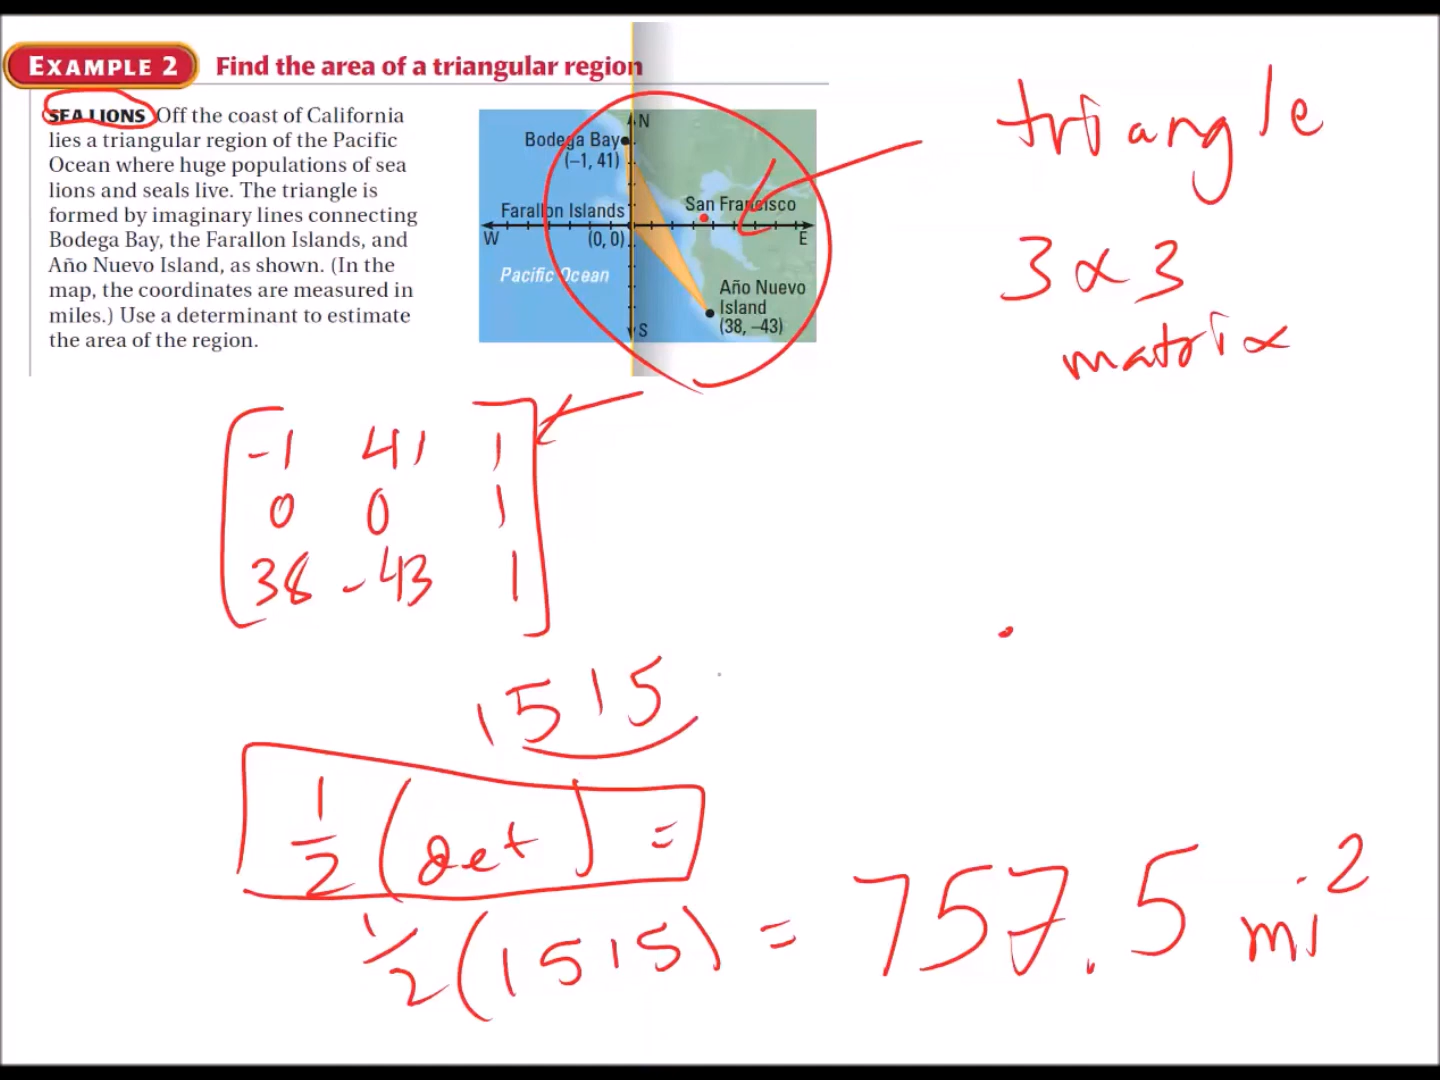 EXAMPLE 2 Find the area of a triangular region
SEA LIONS Off the coast of California
lies a triangular region of the Pacific
Ocean where huge populations of sea
lions and seals live. The triangle is
formed by imaginary lines connecting
Bodega Bay, the Farallon Islands, and
Año Nuevo Island, as shown. (In the
map, the coordinates are measured in
miles.) Use a determinant to estimate
the area of the region.
N
Bodega Bay
(–1, 41)
San Francisco
Farallon Islands
W
(0, 0)
E
Pacific Ocean
Año Nuevo
Island
(38, –43)
S
triangle
3 x 3
matrix
-1 41 1
0 0 1
38 -43 1
1515
1/2 (det) =
1/2 (1515) = 757.5 mi²